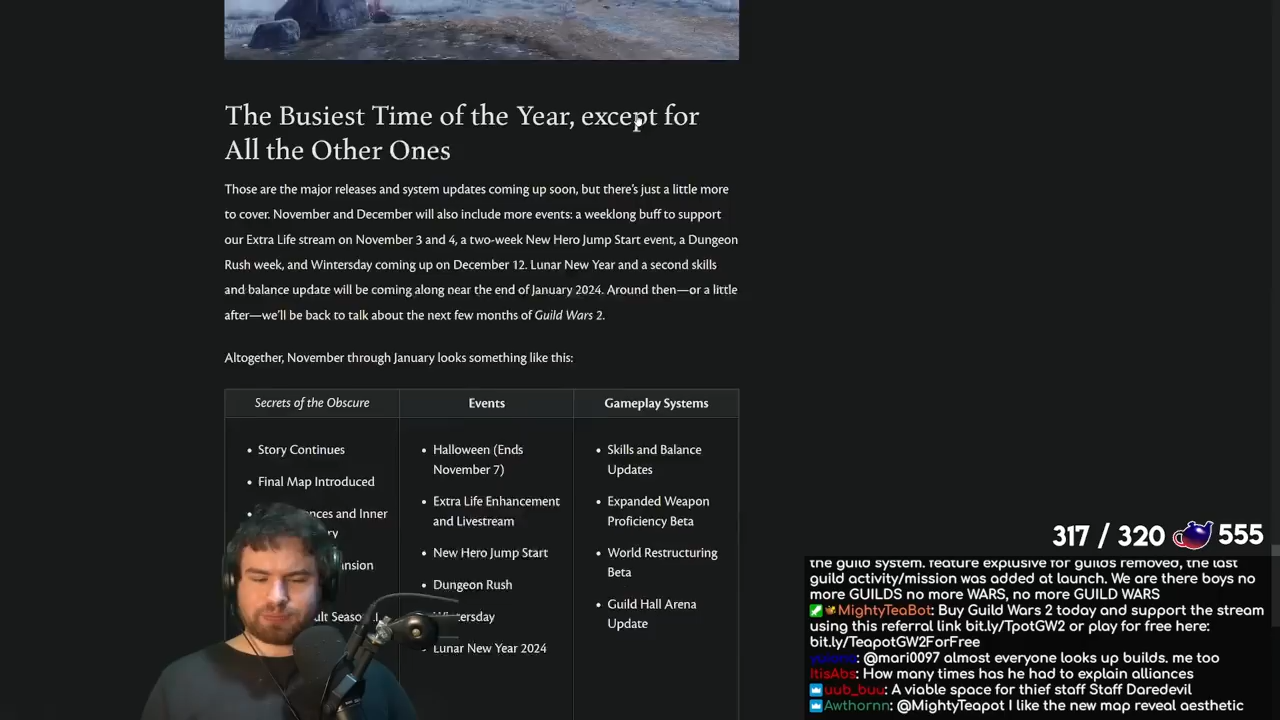 The Busiest Time of the Year, except for
All the Other Ones
Those are the major releases and system updates coming up soon, but there's just a little more
to cover. November and December will also include more events: a weeklong buff to support
our Extra Life stream on November 3 and 4, a two-week New Hero Jump Start event, a Dungeon
Rush week, and Wintersday coming up on December 12. Lunar New Year and a second skills
and balance update will be coming along near the end of January 2024. Around then—or a little
after—we'll be back to talk about the next few months of Guild Wars 2.
Altogether, November through January looks something like this:
Secrets of the Obscure
Events
Gameplay Systems
• Story Continues
• Final Map Introduced
and Inner
• Halloween (Ends
November 7)
• Extra Life Enhancement
and Livestream
• New Hero Jump Start
• Dungeon Rush
• Lunar New Year 2024
• Skills and Balance
Updates
• Expanded Weapon
Proficiency Beta
• World Restructuring
Beta
• Guild Hall Arena
Update
317 / 320 555
the guild system. feature explusive for guilds removed, the last
guild activity/mission was added at launch. We are there boys no
more GUILDS no more WARS, no more GUILD WARS
MightyTeaBot: Buy Guild Wars 2 today and support the stream
using this referral link bit.ly/TpotGW2 or play for free here:
bit.ly/TeapotGW2ForFree
@mari0097 almost everyone looks up builds. me too
ItisAbs: How many times has he had to explain alliances
uub_buu: A viable space for thief staff Staff Daredevil
Awthornn: @MightyTeapot I like the new map reveal aesthetic